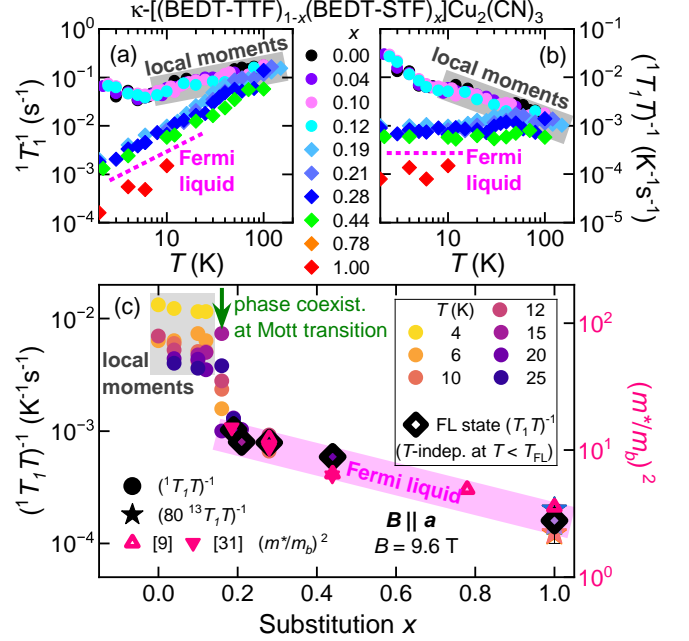 κ-[(BEDT-TTF)1-x(BEDT-STF)x]Cu2(CN)3
(a)
local moments
Fermi
liquid
10^1
10^0
10^-1
10^-2
10^-3
10^-4
1T1^-1 (s^-1)
10
100
T (K)
x
0.00
0.04
0.10
0.12
0.19
0.21
0.28
0.44
0.78
1.00
(b)
local moments
Fermi
liquid
10^0
10^-1
10^-2
10^-3
10^-4
10^-5
(1T1T)^-1 (K^-1s^-1)
10
100
T (K)
(c)
phase coexist.
at Mott transition
local
moments
T (K)
4
6
10
12
15
20
25
FL state (T1T)^-1
(T-indep. at T < TFL)
Fermi liquid
(1T1T)^-1
(80 13T1T)^-1
[9] [31] (m*/mb)^2
B || a
B = 9.6 T
10^-2
10^-3
10^-4
(1T1T)^-1 (K^-1s^-1)
10^2
10^1
10^0
(m*/mb)^2
0.0 0.2 0.4 0.6 0.8 1.0
Substitution x